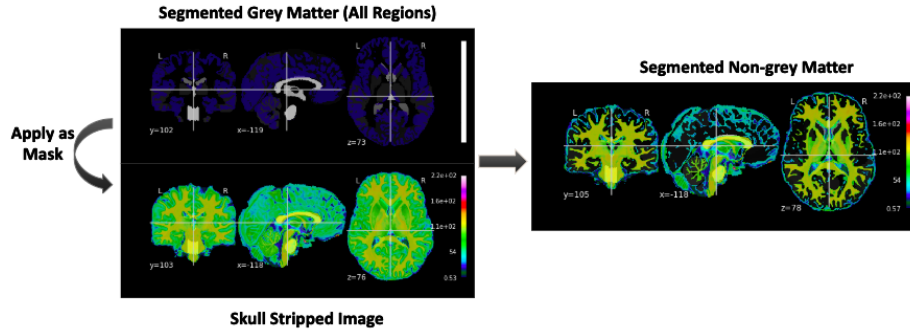 Segmented Grey Matter (All Regions)
L R
y=102 x=-119 z=73
Apply as
Mask
L R L R
2.2e+02
1.6e+02
1.1e+02
54
0.53
y=103 x=-118 z=76
Skull Stripped Image
Segmented Non-grey Matter
L R L R
2.2e+02
1.6e+02
1.1e+02
54
0.57
y=105 x=-118 z=78